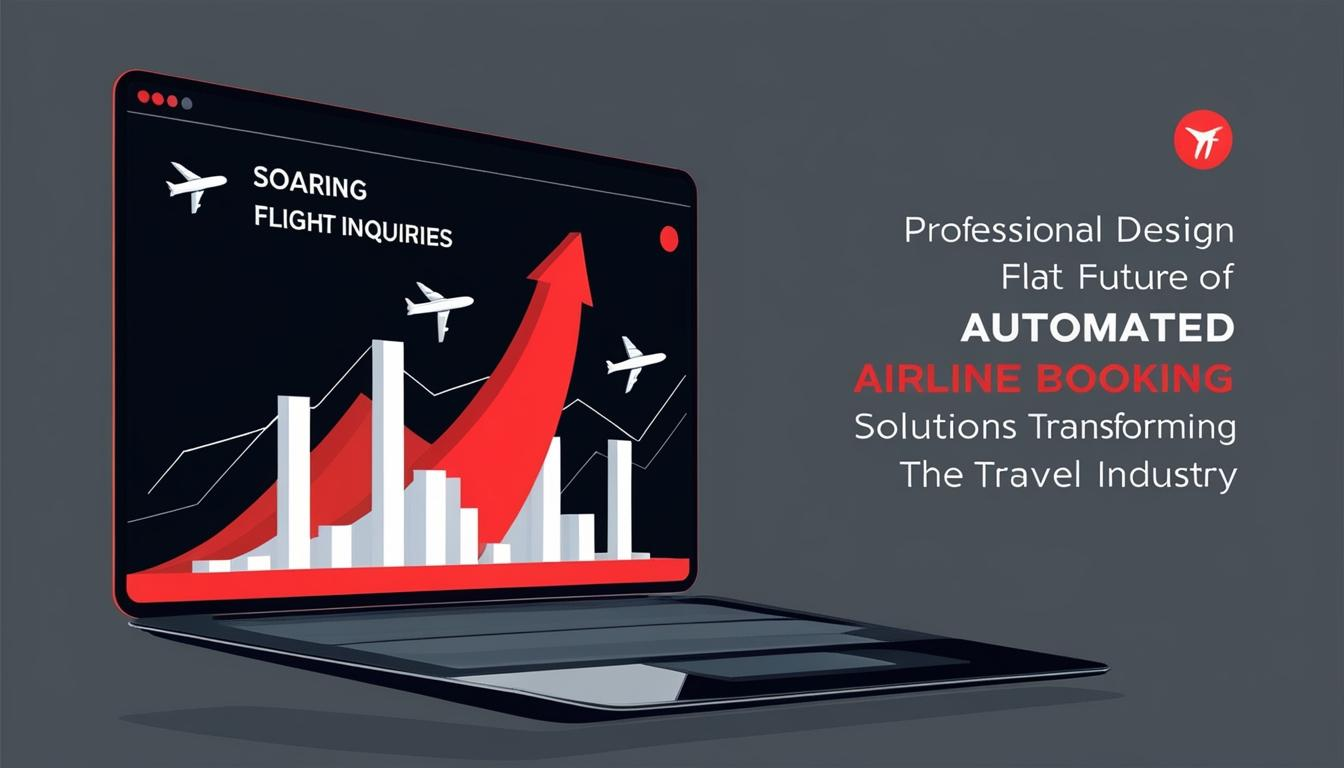 SOARING
FLIGHT INQUIRIES
Professional Design
Flat Future of
AUTOMATED
AIRLINE BOOKING
Solutions Transforming
The Travel Industry